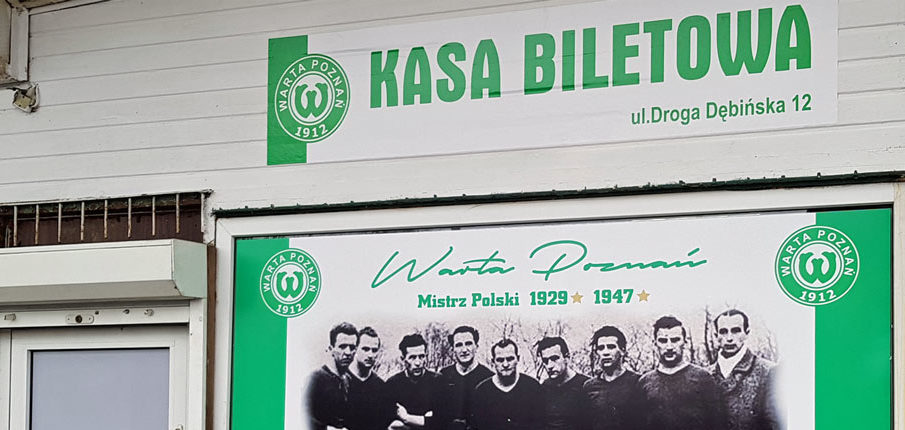 KASA BILETOWA
ul.Droga Dębińska 12
WARTA POZNAŃ
W
1912
Warta Poznań
Mistrz Polski 1929 1947
WARTA POZNAŃ
W
1912
WARTA POZNAŃ
W
1912